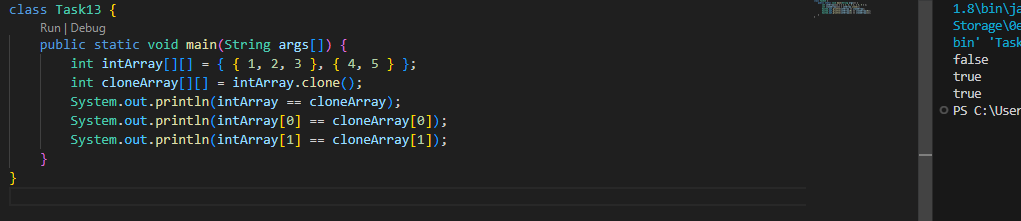 class Task13 {
Run | Debug
public static void main(String args[]) {
int intArray[][] = { { 1, 2, 3 }, { 4, 5 } };
int cloneArray[][] = intArray.clone();
System.out.println(intArray == cloneArray);
System.out.println(intArray[0] == cloneArray[0]);
System.out.println(intArray[1] == cloneArray[1]);
}
}
1.8\bin\ja
Storage\0e
bin' 'Task
false
true
true
PS C:\User